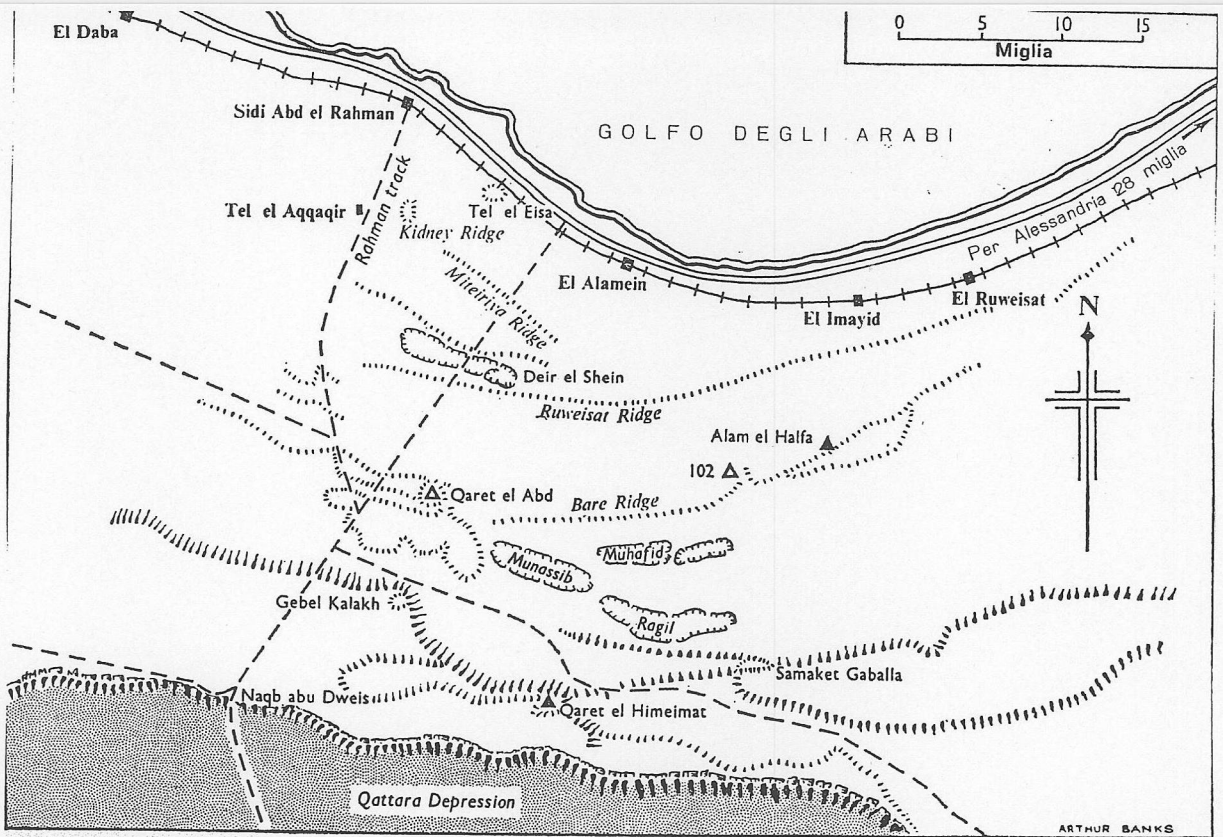 El Daba
0 5 10 15
Miglia
Sidi Abd el Rahman
GOLFO DEGLI ARABI
Per Alessandria 28 miglia
Rahman track
Tel el Aqqaqir
Tel el Eisa
Kidney Ridge
El Alamein
Miteiriya Ridge
El Ruweisat
El Imayid
N
Deir el Shein
Ruweisat Ridge
Alam el Halfa
102
Qaret el Abd
Bare Ridge
Munassib
Muhafid
Gebel Kalakh
Ragil
Samaket Gaballa
Naqb abu Dweis
Qaret el Himeimat
Qattara Depression
ARTHUR BANKS